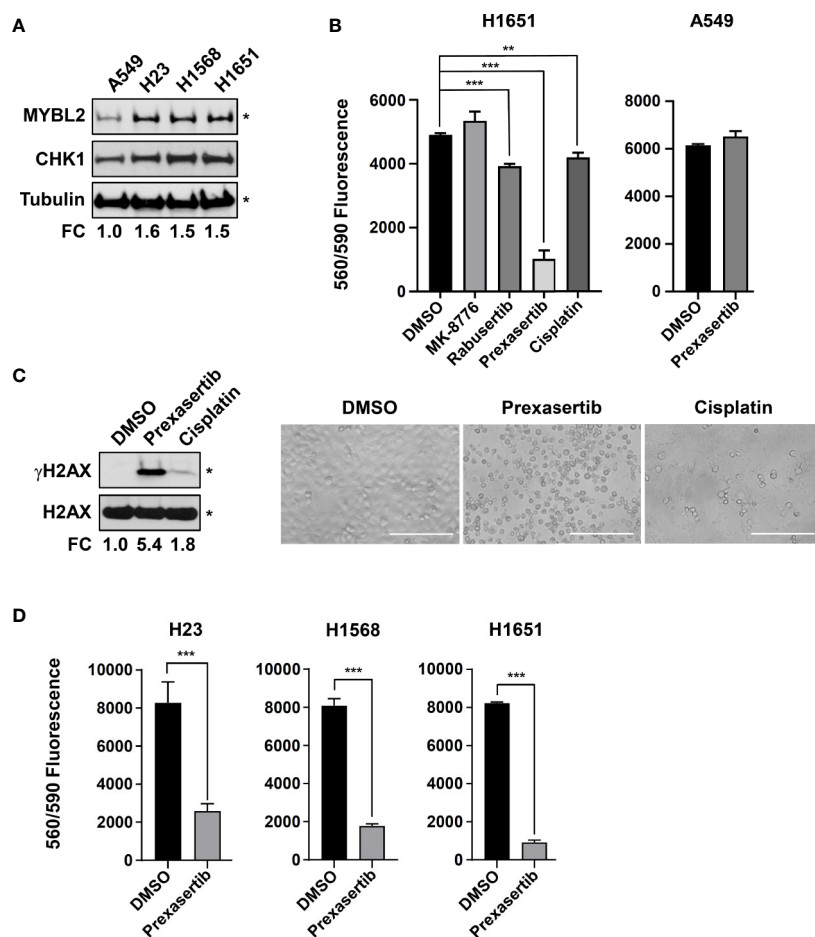 A
A549
H23
H1568
H1651
MYBL2
*
CHK1
Tubulin
*
FC 1.0 1.6 1.5 1.5
B
H1651
560/590 Fluorescence
6000
4000
2000
0
**
***
***
DMSO
MK-8776
Rabusertib
Prexasertib
Cisplatin
A549
8000
6000
4000
2000
0
DMSO
Prexasertib
C
DMSO
Prexasertib
Cisplatin
γH2AX
*
H2AX
*
FC 1.0 5.4 1.8
DMSO
Prexasertib
Cisplatin
D
560/590 Fluorescence
H23
10000
8000
6000
4000
2000
0
***
DMSO
Prexasertib
H1568
10000
8000
6000
4000
2000
0
***
DMSO
Prexasertib
H1651
10000
8000
6000
4000
2000
0
***
DMSO
Prexasertib